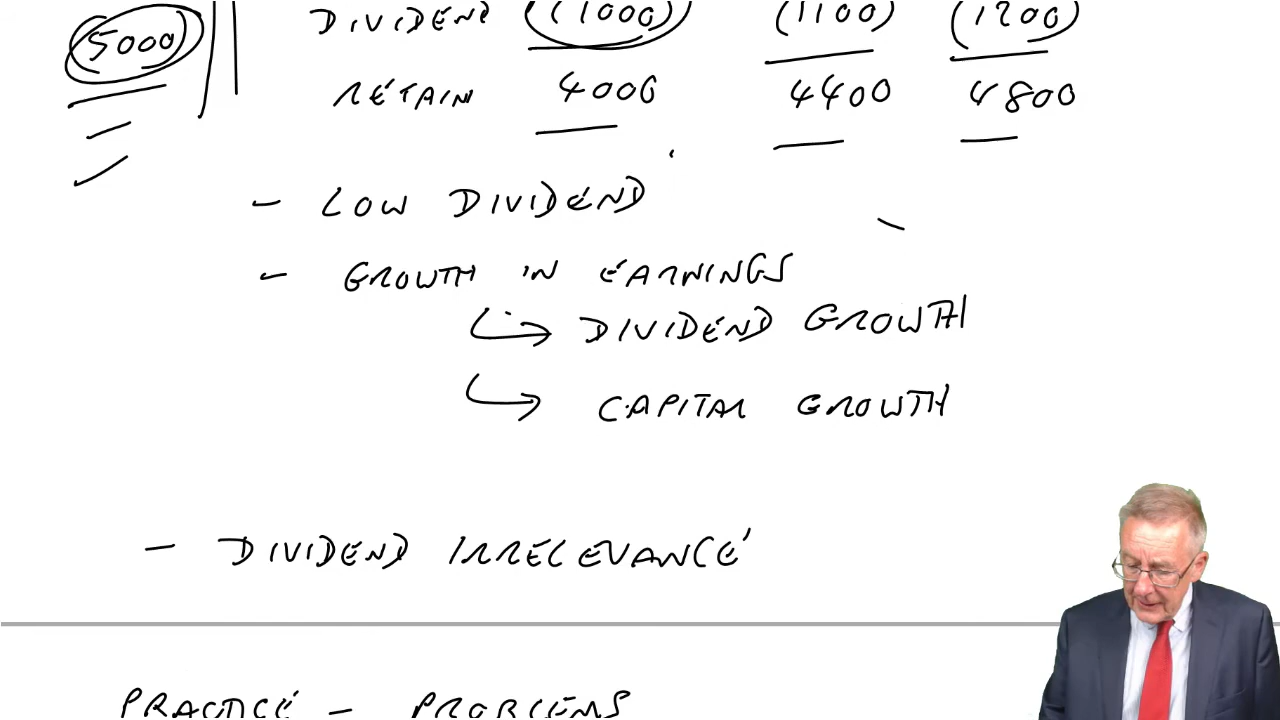 (5000) DIVIDEND (1000) (1100) (1200)
RETAIN 4000 4400 4800
- LOW DIVIDEND
- GROWTH IN EARNINGS
↳ DIVIDEND GROWTH
↳ CAPITAL GROWTH
- DIVIDEND IRRELEVANCE
PRACTICE - PROBLEMS